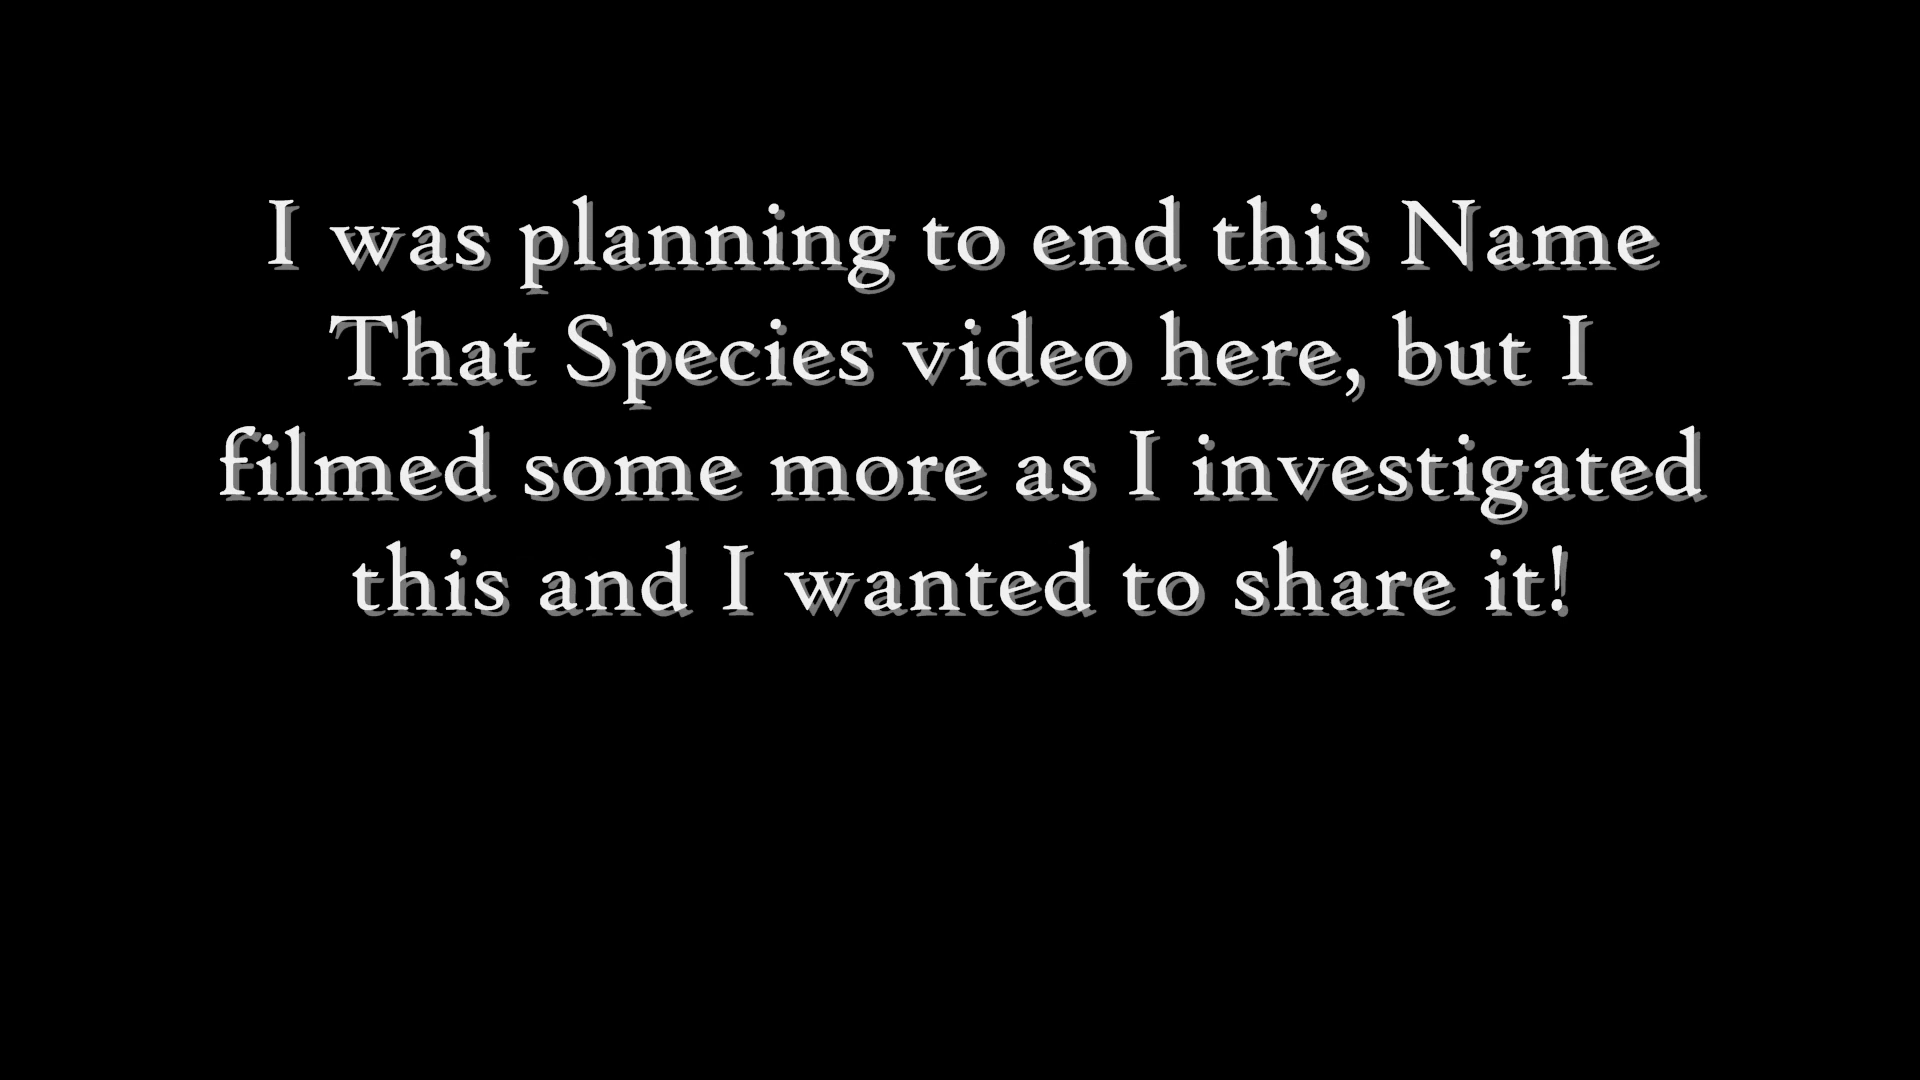 I was planning to end this Name
That Species video here, but I
filmed some more as I investigated
this and I wanted to share it!